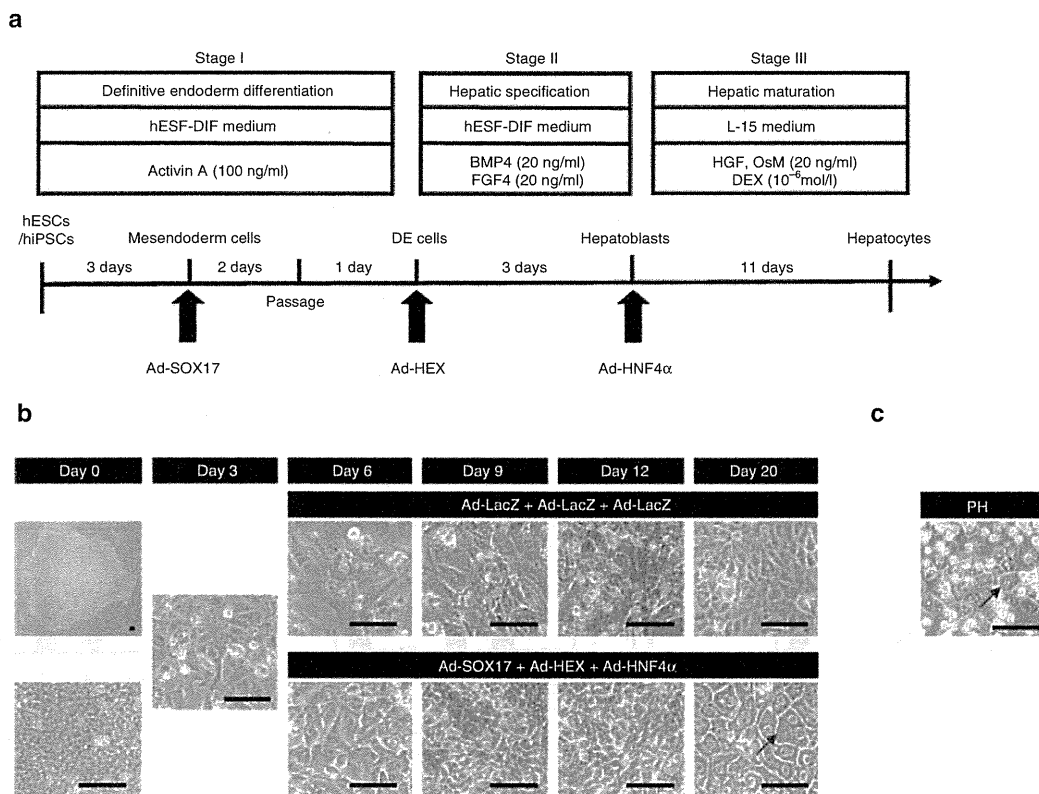 a
Stage I
Stage II
Stage III
Definitive endoderm differentiation
Hepatic specification
Hepatic maturation
hESF-DIF medium
hESF-DIF medium
L-15 medium
Activin A (100 ng/ml)
BMP4 (20 ng/ml)
FGF4 (20 ng/ml)
HGF, OsM (20 ng/ml)
DEX (10⁻⁶mol/l)
hESCs
/hiPSCs
Mesendoderm cells
DE cells
Hepatoblasts
Hepatocytes
3 days
2 days
1 day
3 days
11 days
Passage
Ad-SOX17
Ad-HEX
Ad-HNF4α
b
c
Day 0
Day 3
Day 6
Day 9
Day 12
Day 20
Ad-LacZ + Ad-LacZ + Ad-LacZ
PH
Ad-SOX17 + Ad-HEX + Ad-HNF4α